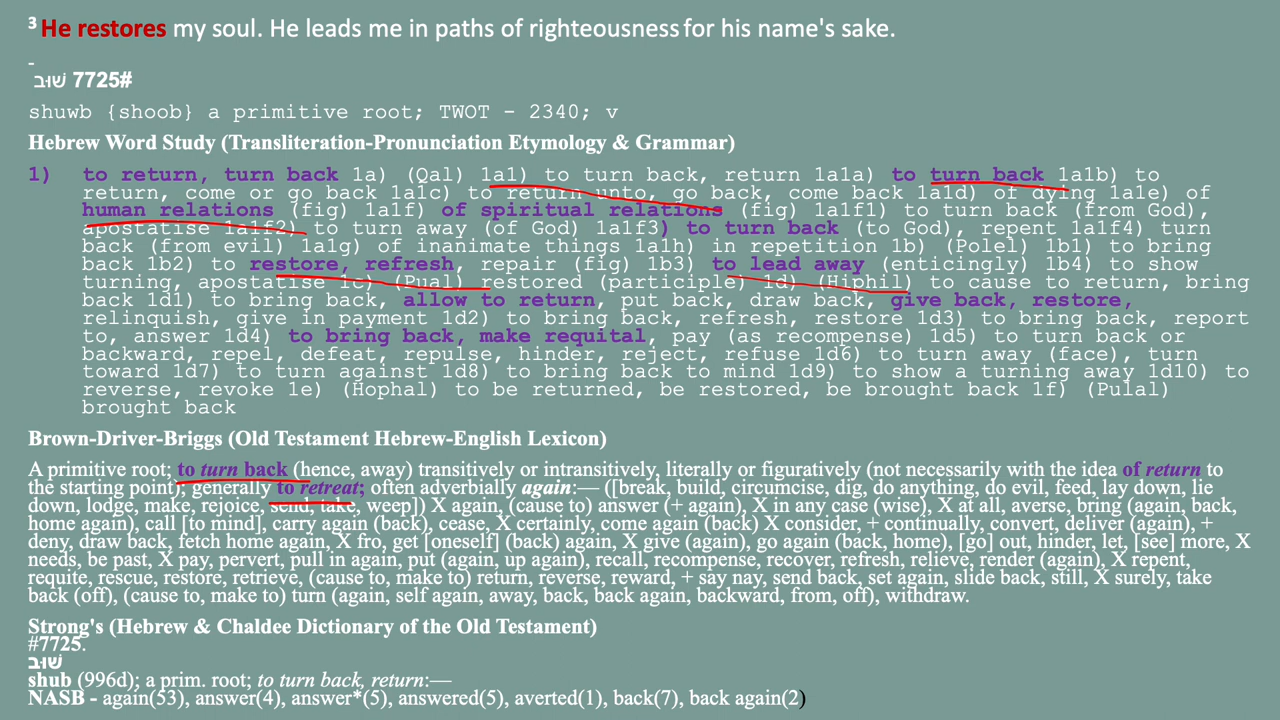 3 He restores my soul. He leads me in paths of righteousness for his name's sake.
-
שׁוּב 7725#
shuwb {shoob} a primitive root; TWOT - 2340; v
Hebrew Word Study (Transliteration-Pronunciation Etymology & Grammar)
1) to return, turn back 1a) (Qal) 1a1) to turn back, return 1a1a) to turn back 1a1b) to
return, come or go back 1a1c) to return unto, go back, come back 1a1d) of dying 1a1e) of
human relations (fig) 1a1f) of spiritual relations (fig) 1a1f1) to turn back (from God),
apostatise 1a1f2) to turn away (of God) 1a1f3) to turn back (to God), repent 1a1f4) turn
back (from evil) 1a1g) of inanimate things 1a1h) in repetition 1b) (Polel) 1b1) to bring
back 1b2) to restore, refresh, repair (fig) 1b3) to lead away (enticingly) 1b4) to show
turning, apostatise 1c) (Pual) restored (participle) 1d) (Hiphil) to cause to return, bring
back 1d1) to bring back, allow to return, put back, draw back, give back, restore,
relinquish, give in payment 1d2) to bring back, refresh, restore 1d3) to bring back, report
to, answer 1d4) to bring back, make requital, pay (as recompense) 1d5) to turn back or
backward, repel, defeat, repulse, hinder, reject, refuse 1d6) to turn away (face), turn
toward 1d7) to turn against 1d8) to bring back to mind 1d9) to show a turning away 1d10) to
reverse, revoke 1e) (Hophal) to be returned, be restored, be brought back 1f) (Pulal)
brought back
Brown-Driver-Briggs (Old Testament Hebrew-English Lexicon)
A primitive root; to turn back (hence, away) transitively or intransitively, literally or figuratively (not necessarily with the idea of return to
the starting point); generally to retreat; often adverbially again:— ([break, build, circumcise, dig, do anything, do evil, feed, lay down, lie
down, lodge, make, rejoice, send, take, weep]) X again, (cause to) answer (+ again), X in any case (wise), X at all, averse, bring (again, back,
home again), call [to mind], carry again (back), cease, X certainly, come again (back) X consider, + continually, convert, deliver (again), +
deny, draw back, fetch home again, X fro, get [oneself] (back) again, X give (again), go again (back, home), [go] out, hinder, let, [see] more, X
needs, be past, X pay, pervert, pull in again, put (again, up again), recall, recompense, recover, refresh, relieve, render (again), X repent,
requite, rescue, restore, retrieve, (cause to, make to) return, reverse, reward, + say nay, send back, set again, slide back, still, X surely, take
back (off), (cause to, make to) turn (again, self again, away, back, back again, backward, from, off), withdraw.
Strong's (Hebrew & Chaldee Dictionary of the Old Testament)
#7725.
שׁוּב
shub (996d); a prim. root; to turn back, return:—
NASB - again(53), answer(4), answer*(5), answered(5), averted(1), back(7), back again(2)